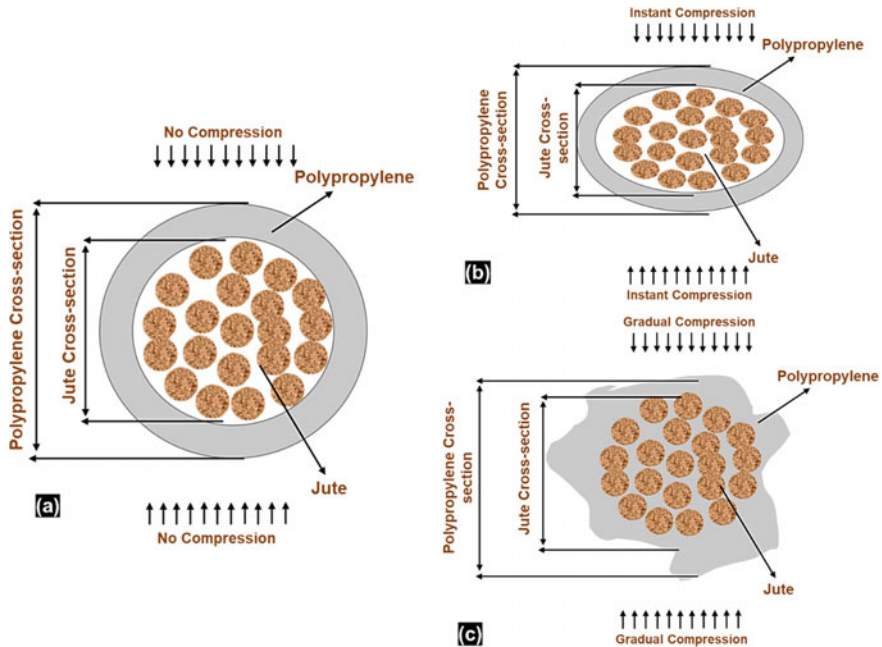 No Compression
Polypropylene
Polypropylene Cross-section
Jute Cross-section
Jute
(a)
No Compression
Instant Compression
Polypropylene
Polypropylene
Cross-section
Jute Cross-
section
(b)
Jute
Instant Compression
Gradual Compression
Polypropylene
Polypropylene Cross-
section
Jute Cross-section
Jute
(c)
Gradual Compression